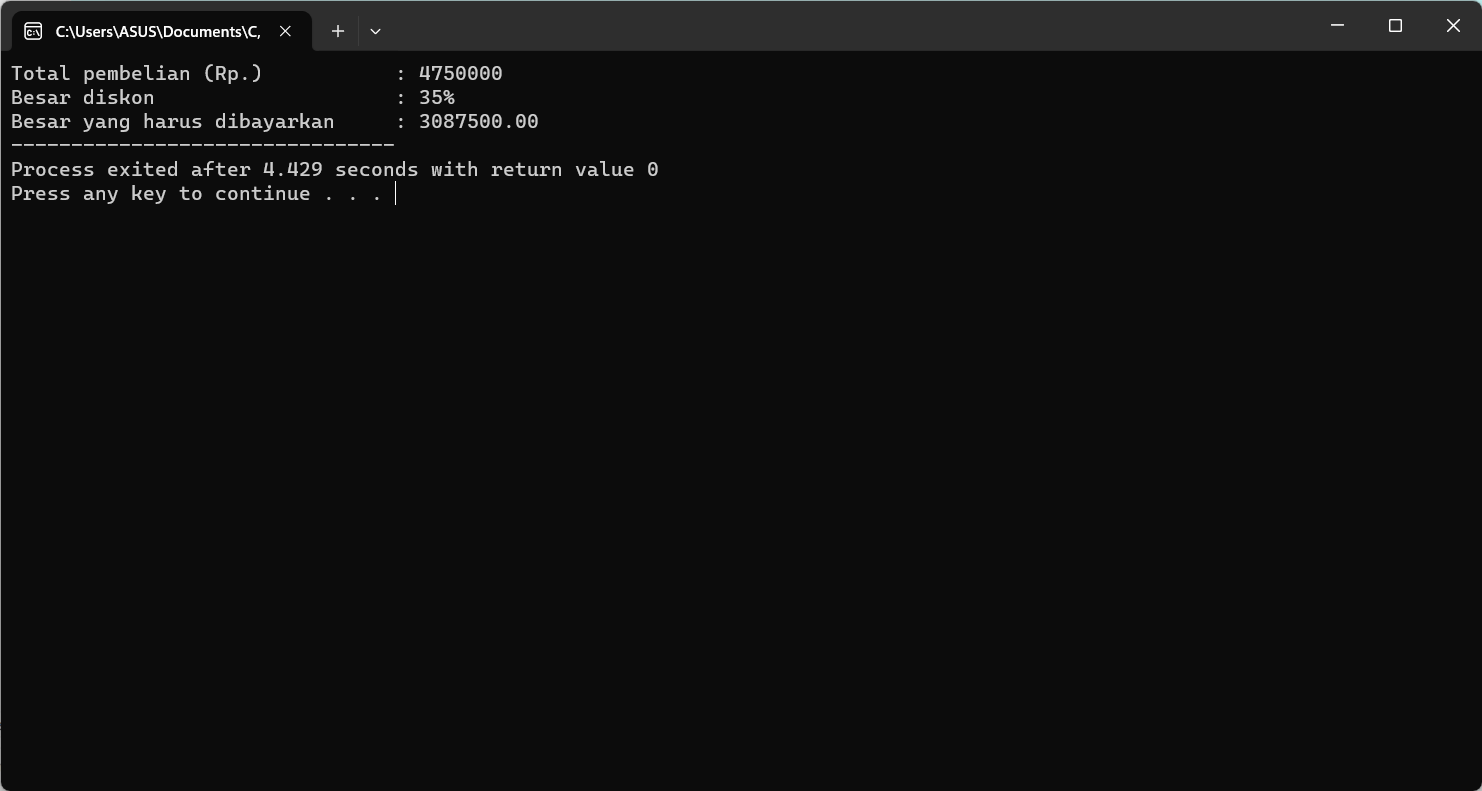 C:\Users\ASUS\Documents\C,
Total pembelian (Rp.) : 4750000
Besar diskon : 35%
Besar yang harus dibayarkan : 3087500.00
--------------------------------
Process exited after 4.429 seconds with return value 0
Press any key to continue . . .